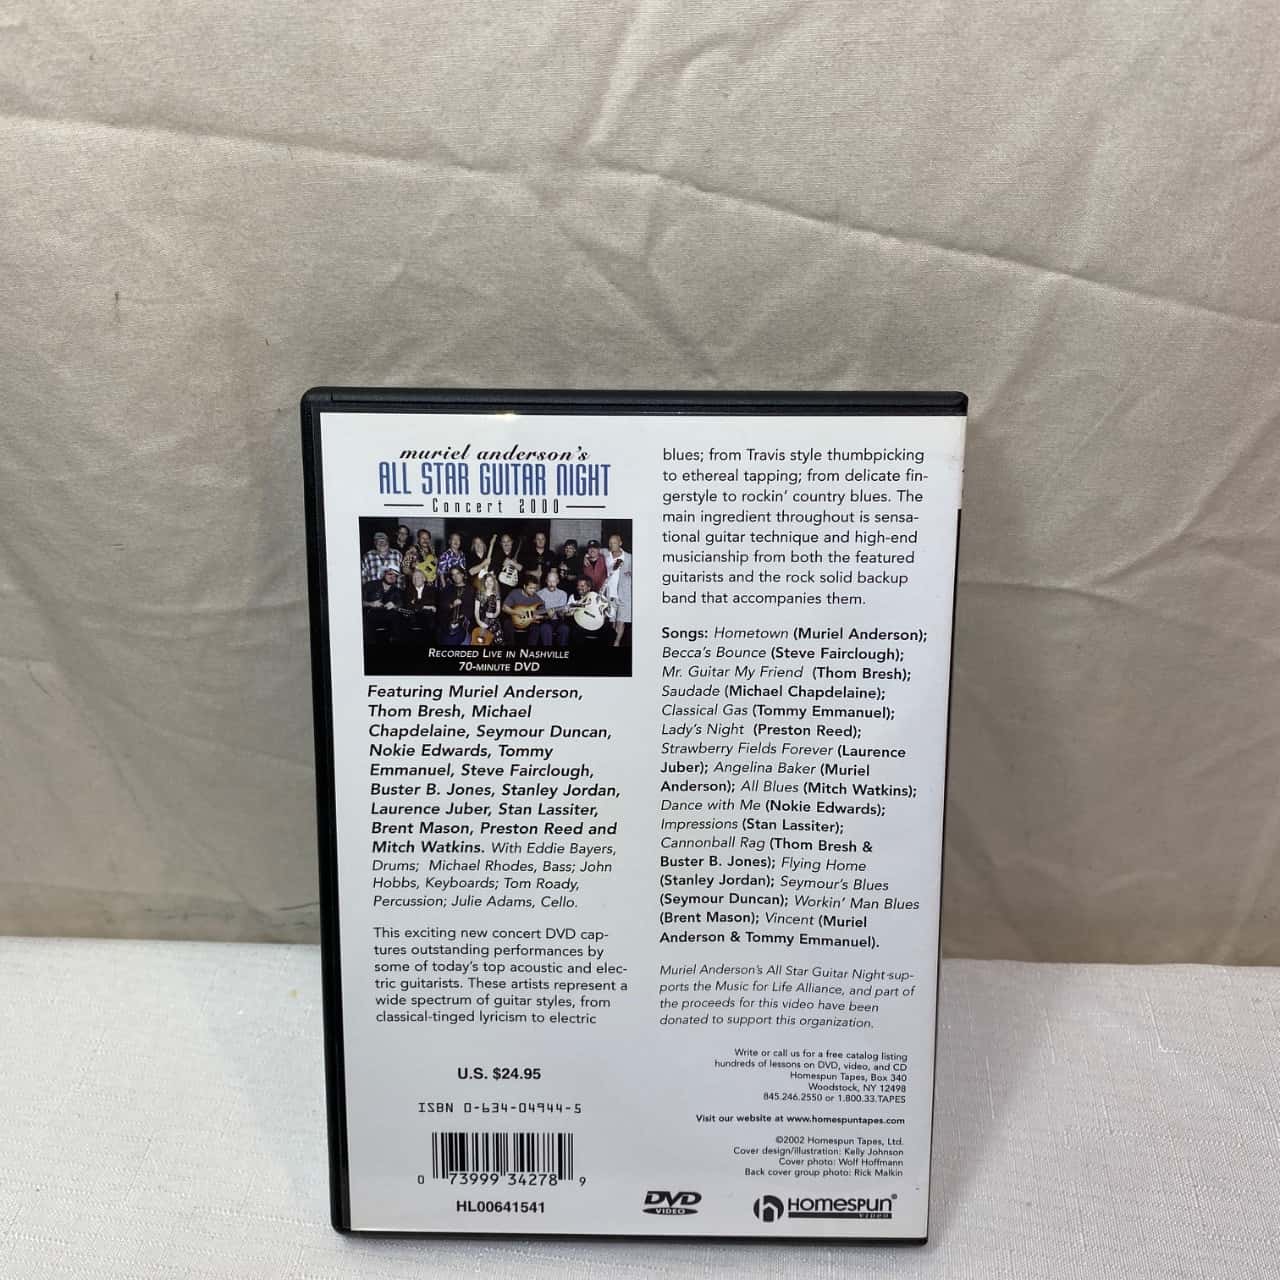 muriel anderson's
ALL STAR GUITAR NIGHT
Concert 2000
RECORDED LIVE IN NASHVILLE
70-MINUTE DVD
Featuring Muriel Anderson,
Thom Bresh, Michael
Chapdelaine, Seymour Duncan,
Nokie Edwards, Tommy
Emmanuel, Steve Fairclough,
Buster B. Jones, Stanley Jordan,
Laurence Juber, Stan Lassiter,
Brent Mason, Preston Reed and
Mitch Watkins. With Eddie Bayers,
Drums; Michael Rhodes, Bass; John
Hobbs, Keyboards; Tom Roady,
Percussion; Julie Adams, Cello.
This exciting new concert DVD cap-
tures outstanding performances by
some of today's top acoustic and elec-
tric guitarists. These artists represent a
wide spectrum of guitar styles, from
classical-tinged lyricism to electric
U.S. $24.95
ISBN 0-634-04944-5
0 73999 34278 9
HL00641541
blues; from Travis style thumbpicking
to ethereal tapping; from delicate fin-
gerstyle to rockin' country blues. The
main ingredient throughout is sensa-
tional guitar technique and high-end
musicianship from both the featured
guitarists and the rock solid backup
band that accompanies them.
Songs: Hometown (Muriel Anderson);
Becca's Bounce (Steve Fairclough);
Mr. Guitar My Friend (Thom Bresh);
Saudade (Michael Chapdelaine);
Classical Gas (Tommy Emmanuel);
Lady's Night (Preston Reed);
Strawberry Fields Forever (Laurence
Juber); Angelina Baker (Muriel
Anderson); All Blues (Mitch Watkins);
Dance with Me (Nokie Edwards);
Impressions (Stan Lassiter);
Cannonball Rag (Thom Bresh &
Buster B. Jones); Flying Home
(Stanley Jordan); Seymour's Blues
(Seymour Duncan); Workin' Man Blues
(Brent Mason); Vincent (Muriel
Anderson & Tommy Emmanuel).
Muriel Anderson's All Star Guitar Night sup-
ports the Music for Life Alliance, and part of
the proceeds for this video have been
donated to support this organization.
Write or call us for a free catalog listing
hundreds of lessons on DVD, video, and CD
Homespun Tapes, Box 340
Woodstock, NY 12498
845.246.2550 or 1.800.33.TAPES
Visit our website at www.homespuntapes.com
©2002 Homespun Tapes, Ltd.
Cover design/illustration: Kelly Johnson
Cover photo: Wolf Hoffmann
Back cover group photo: Rick Malkin
DVD
VIDEO
HOMESPUN®
VIDEO